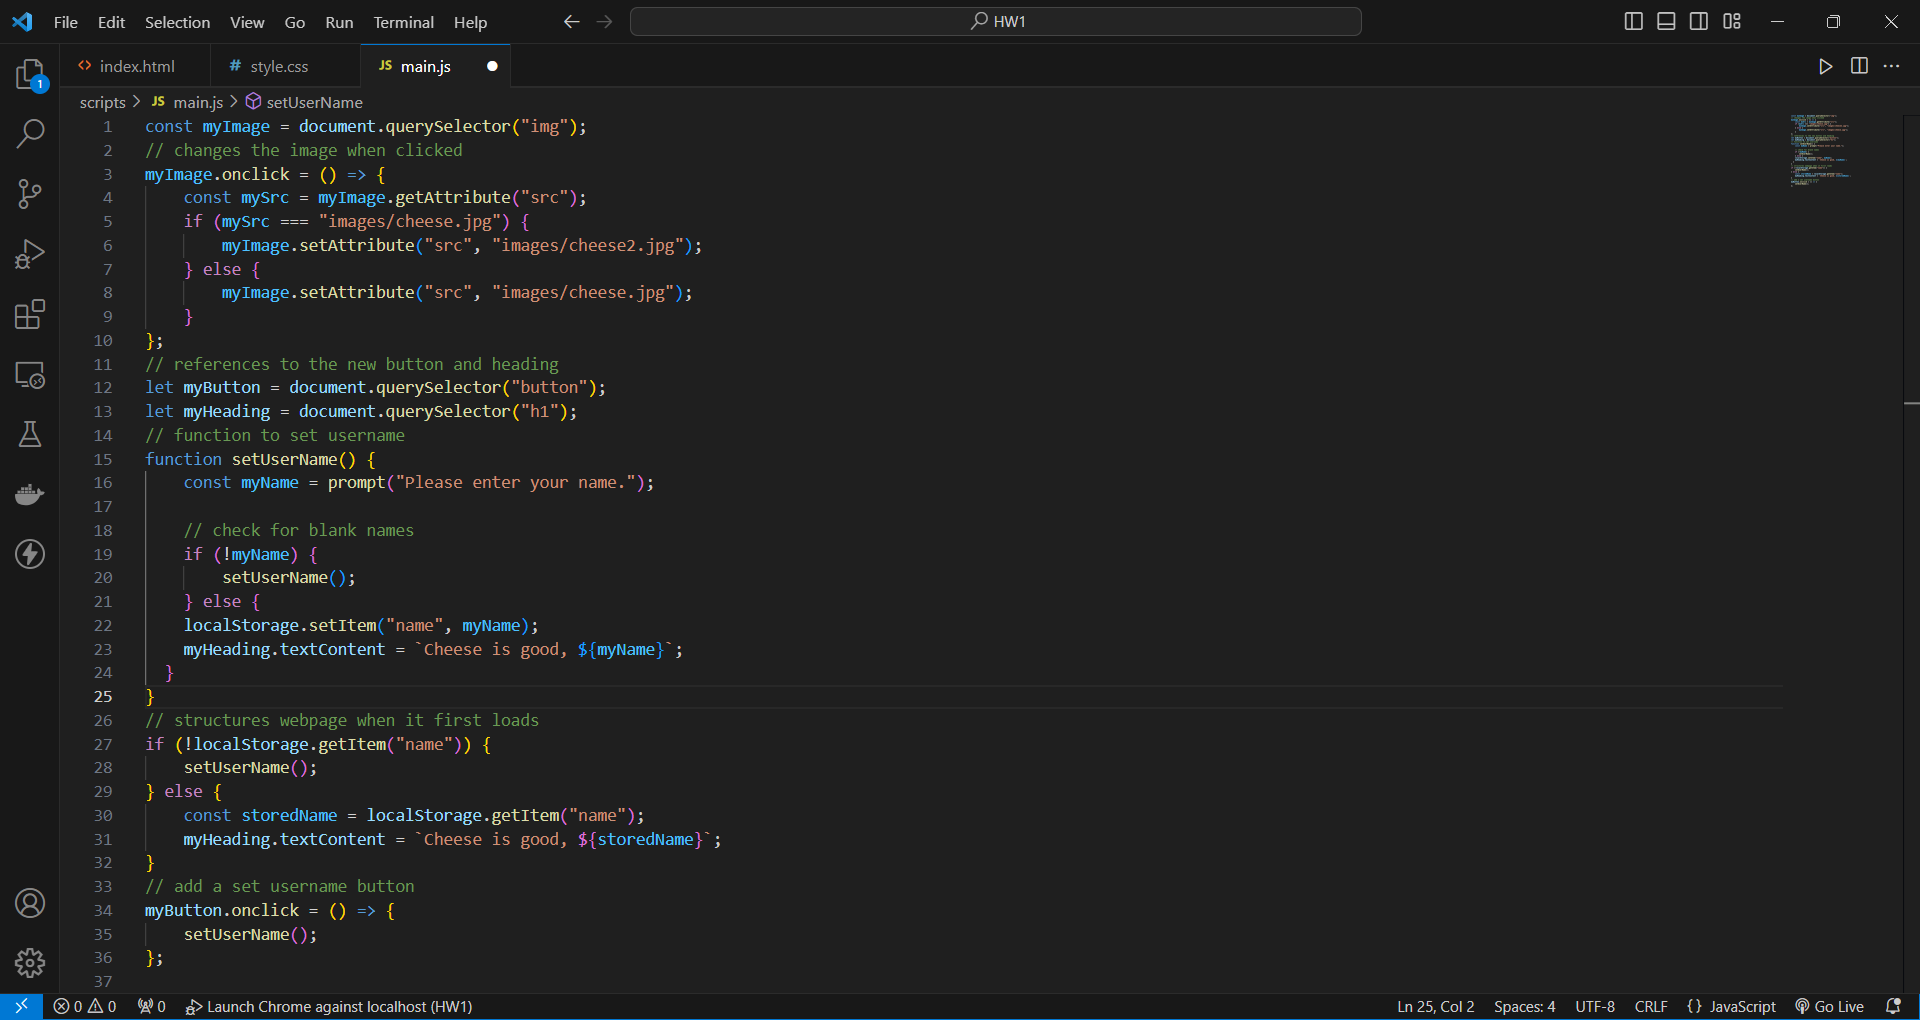 File Edit Selection View Go Run Terminal Help HW1
1
index.html style.css JS main.js
scripts > JS main.js > setUserName
1 const myImage = document.querySelector("img");
2 // changes the image when clicked
3 myImage.onclick = () => {
4     const mySrc = myImage.getAttribute("src");
5     if (mySrc === "images/cheese.jpg") {
6         myImage.setAttribute("src", "images/cheese2.jpg");
7     } else {
8         myImage.setAttribute("src", "images/cheese.jpg");
9     }
10 };
11 // references to the new button and heading
12 let myButton = document.querySelector("button");
13 let myHeading = document.querySelector("h1");
14 // function to set username
15 function setUserName() {
16     const myName = prompt("Please enter your name.");
17
18     // check for blank names
19     if (!myName) {
20         setUserName();
21     } else {
22     localStorage.setItem("name", myName);
23     myHeading.textContent = `Cheese is good, ${myName}`;
24   }
25 }
26 // structures webpage when it first loads
27 if (!localStorage.getItem("name")) {
28     setUserName();
29 } else {
30     const storedName = localStorage.getItem("name");
31     myHeading.textContent = `Cheese is good, ${storedName}`;
32 }
33 // add a set username button
34 myButton.onclick = () => {
35     setUserName();
36 };
37
0 0 0 Launch Chrome against localhost (HW1) Ln 25, Col 2 Spaces: 4 UTF-8 CRLF {} JavaScript Go Live